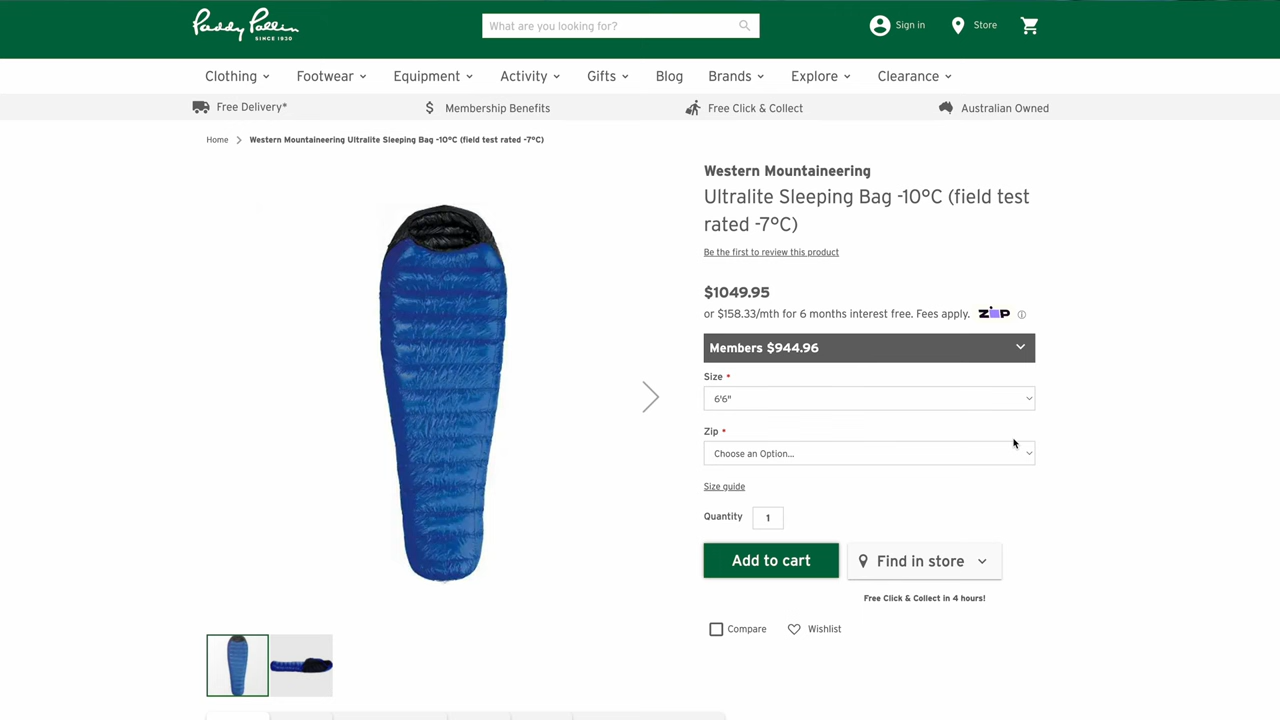 Paddy Pallin
SINCE 1930
What are you looking for?
Sign in
Store
Clothing
Footwear
Equipment
Activity
Gifts
Blog
Brands
Explore
Clearance
Free Delivery*
Membership Benefits
Free Click & Collect
Australian Owned
Home
Western Mountaineering Ultralite Sleeping Bag -10°C (field test rated -7°C)
Western Mountaineering
Ultralite Sleeping Bag -10°C (field test
rated -7°C)
Be the first to review this product
$1049.95
or $158.33/mth for 6 months interest free. Fees apply. ZIP
Members $944.96
Size *
6'6"
Zip *
Choose an Option...
Size guide
Quantity 1
Add to cart
Find in store
Free Click & Collect in 4 hours!
Compare
Wishlist